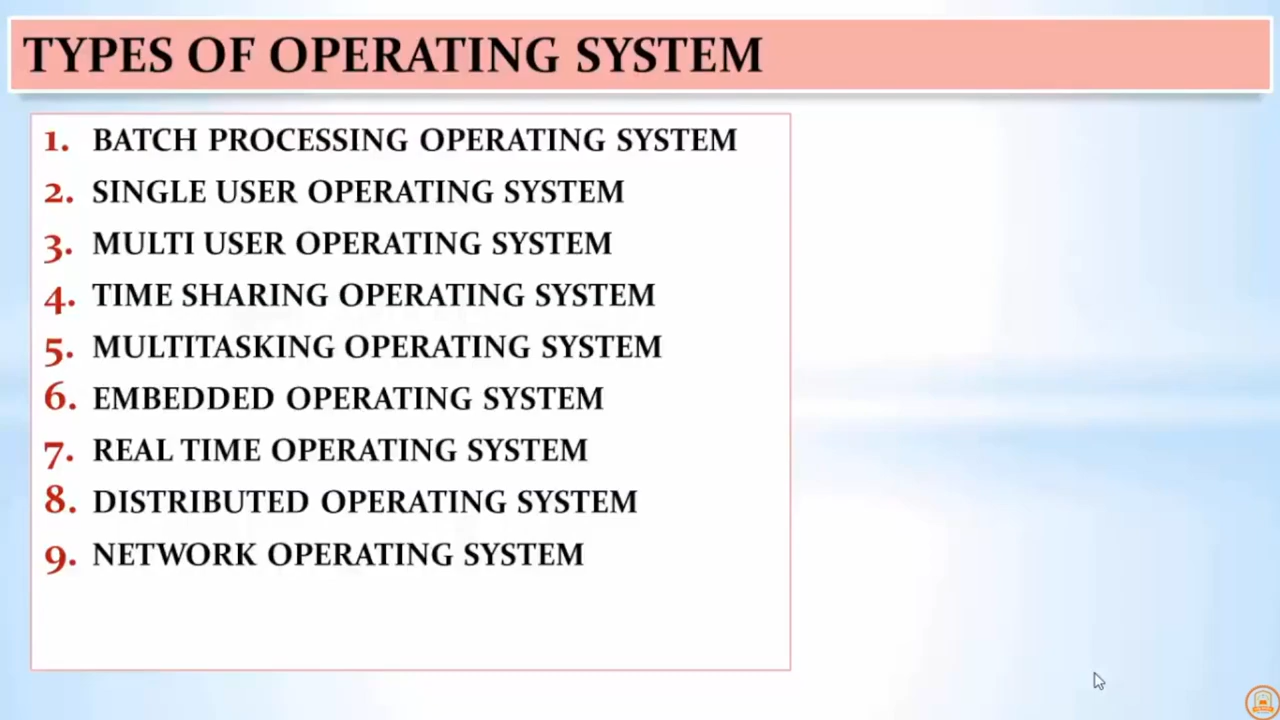 TYPES OF OPERATING SYSTEM
1. BATCH PROCESSING OPERATING SYSTEM
2. SINGLE USER OPERATING SYSTEM
3. MULTI USER OPERATING SYSTEM
4. TIME SHARING OPERATING SYSTEM
5. MULTITASKING OPERATING SYSTEM
6. EMBEDDED OPERATING SYSTEM
7. REAL TIME OPERATING SYSTEM
8. DISTRIBUTED OPERATING SYSTEM
9. NETWORK OPERATING SYSTEM